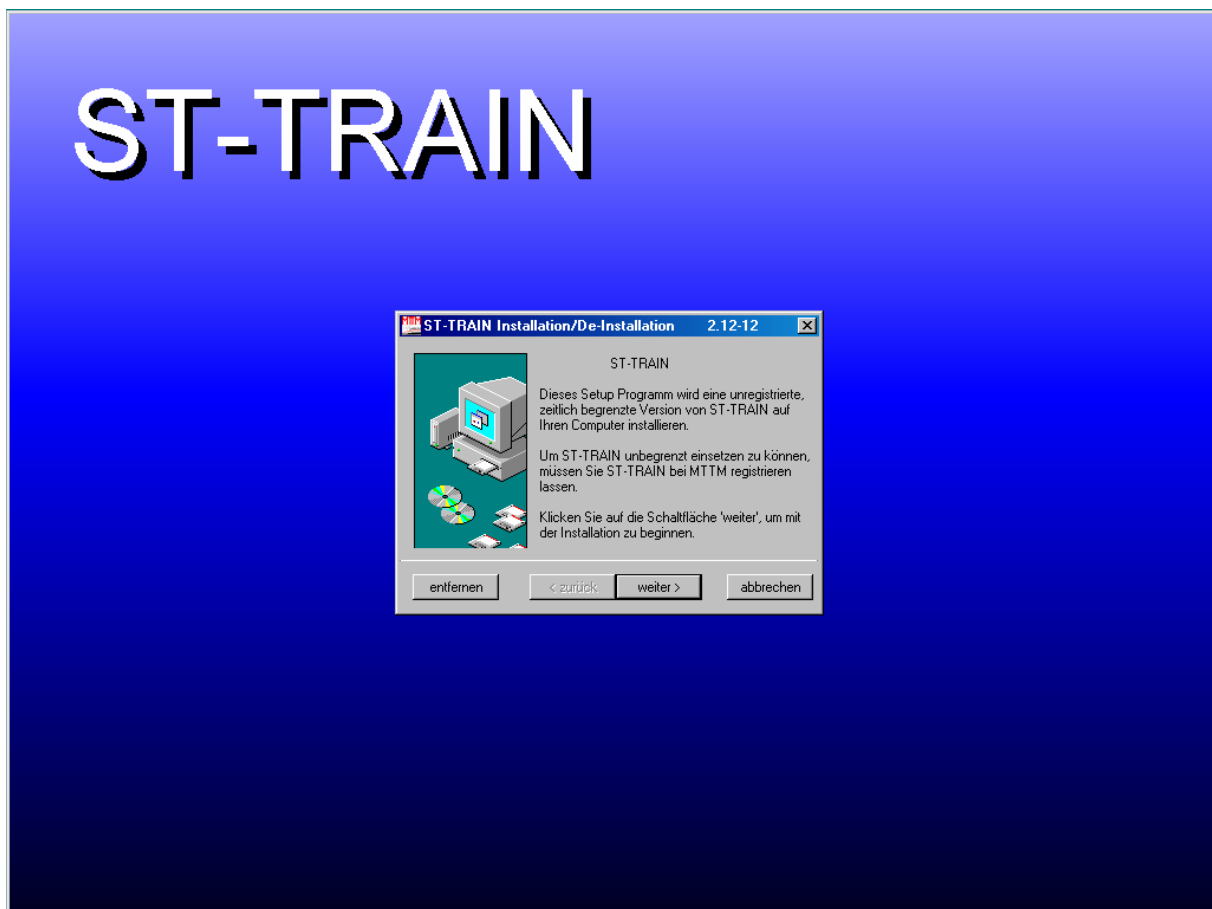 ST-TRAIN
ST-TRAIN Installation/De-Installation 2.12-12
ST-TRAIN
Dieses Setup Programm wird eine unregistrierte,
zeitlich begrenzte Version von ST-TRAIN auf
Ihren Computer installieren.
Um ST-TRAIN unbegrenzt einsetzen zu können,
müssen Sie ST-TRAIN bei MTTM registrieren
lassen.
Klicken Sie auf die Schaltfläche 'weiter', um mit
der Installation zu beginnen.
entfernen < zurück weiter > abbrechen